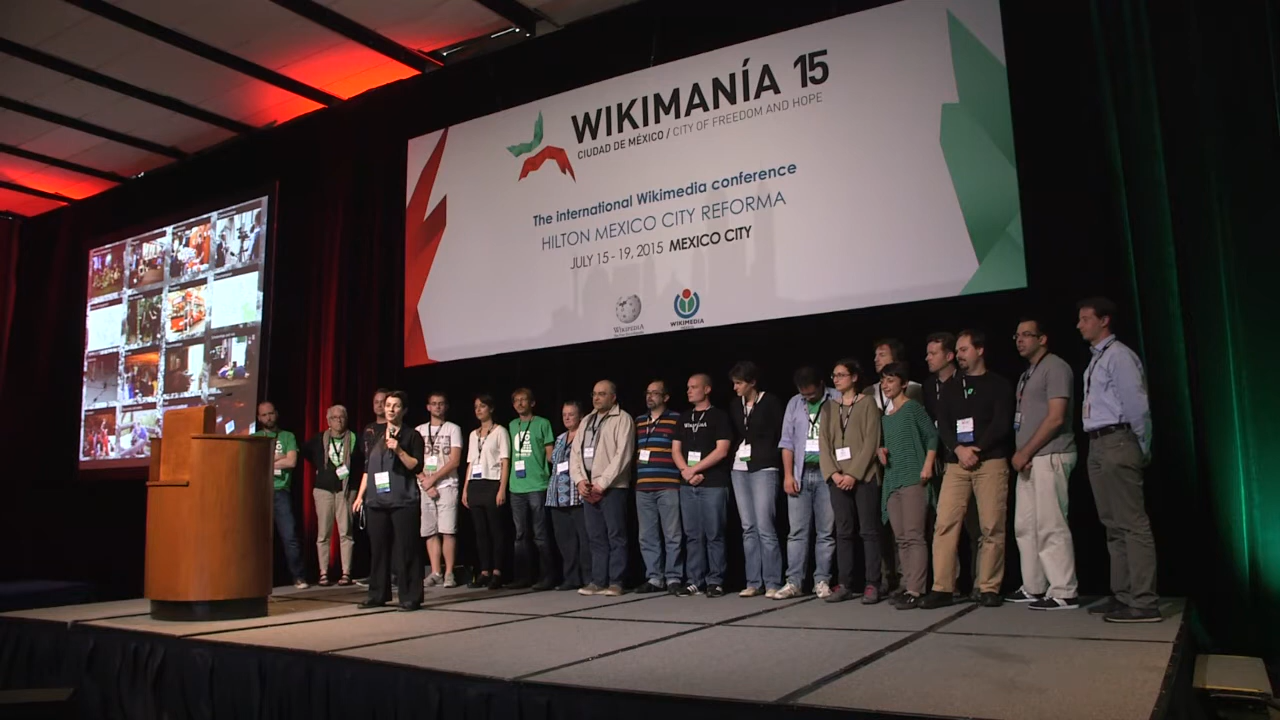 WIKIMANÍA 15
CIUDAD DE MÉXICO / CITY OF FREEDOM AND HOPE
The international Wikimedia conference
HILTON MEXICO CITY REFORMA
JULY 15 - 19, 2015 MEXICO CITY
WIKIPEDIA
WIKIMEDIA